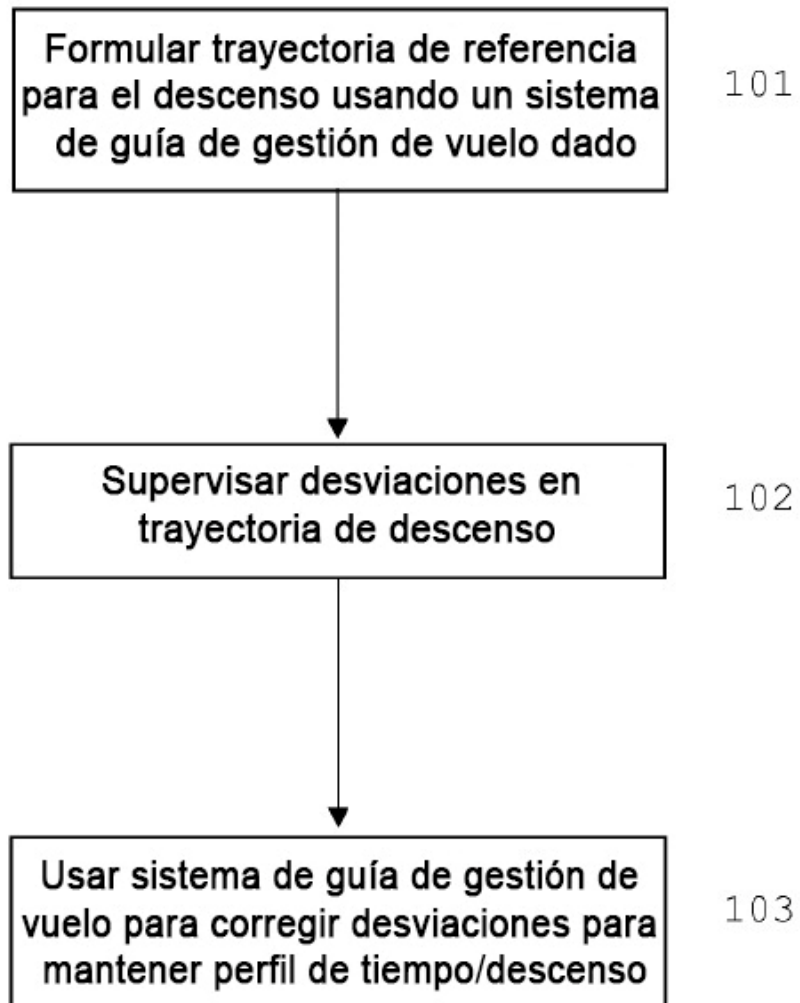 Formular trayectoria de referencia
para el descenso usando un sistema
de guía de gestión de vuelo dado
101
Supervisar desviaciones en
trayectoria de descenso
102
Usar sistema de guía de gestión de
vuelo para corregir desviaciones para
mantener perfil de tiempo/descenso
103